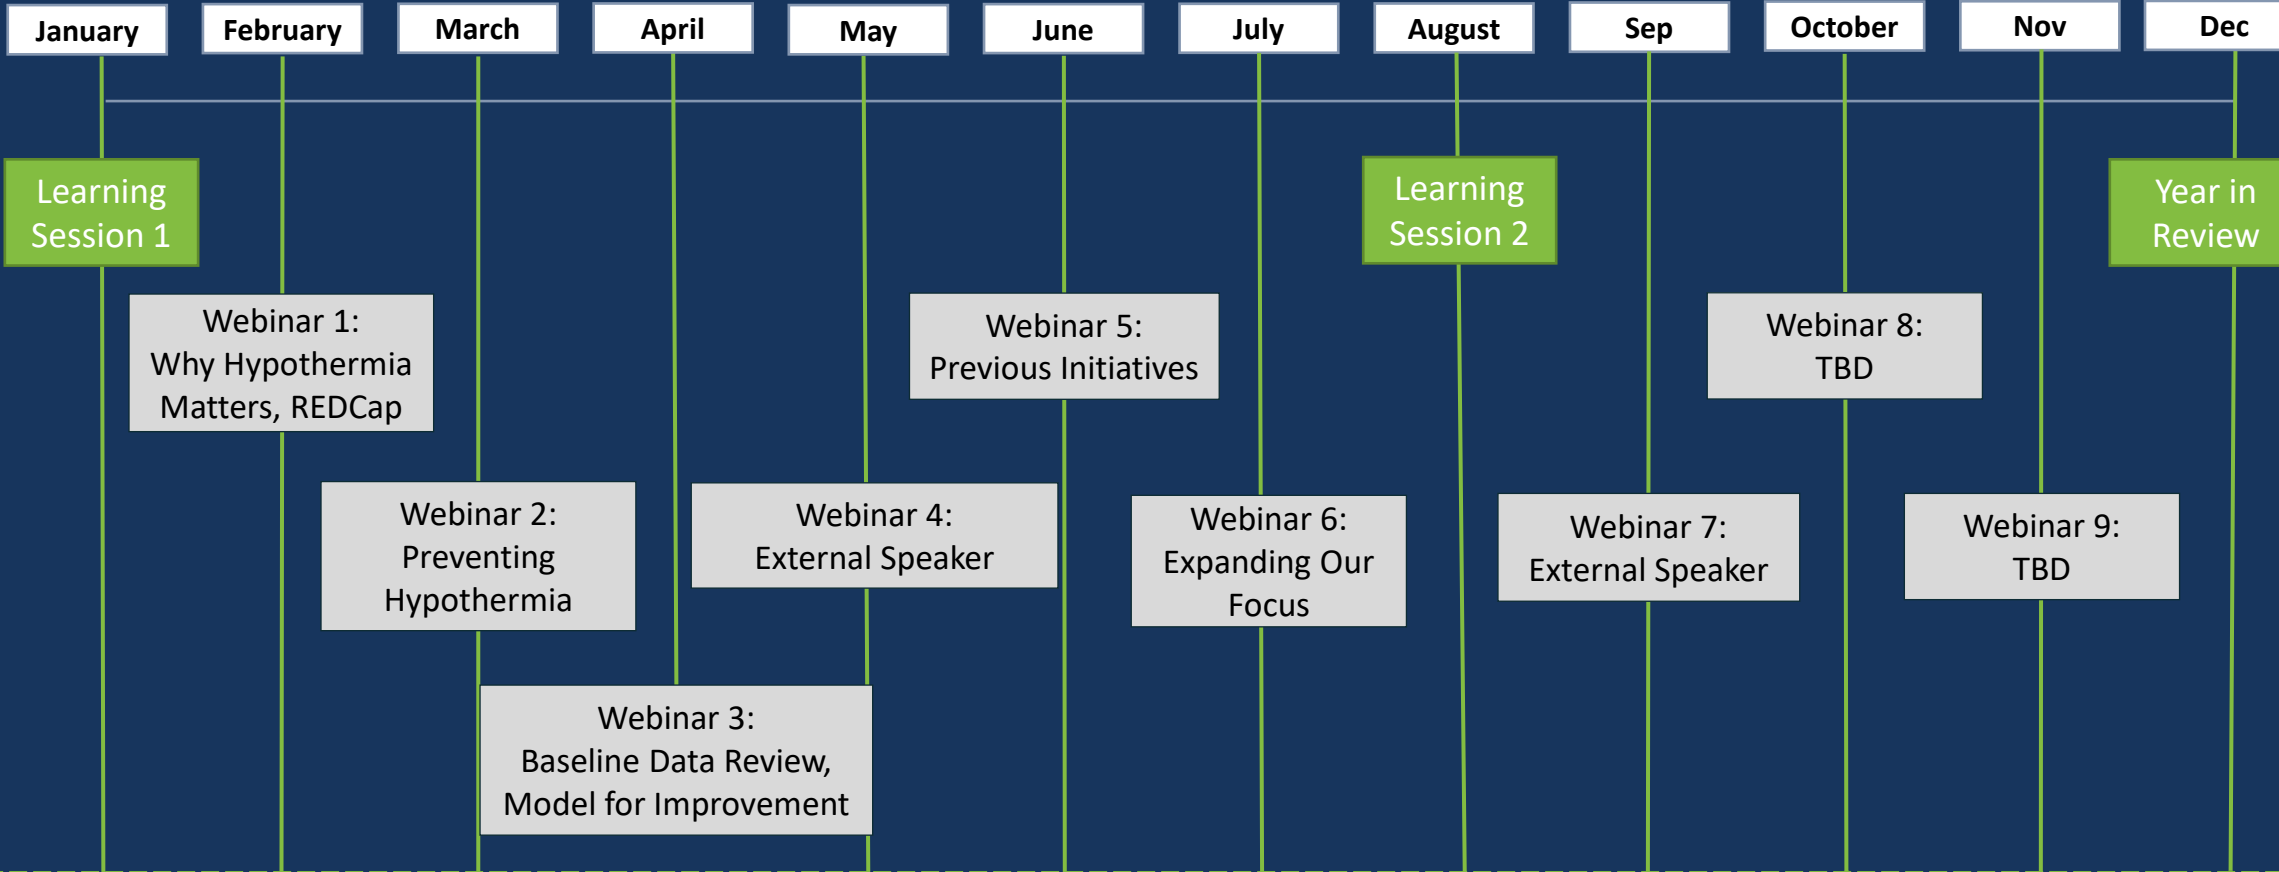 January
February
March
April
May
June
July
August
Sep
October
Nov
Dec
Learning
Session 1
Learning
Session 2
Year in
Review
Webinar 1:
Why Hypothermia
Matters, REDCap
Webinar 5:
Previous Initiatives
Webinar 8:
TBD
Webinar 2:
Preventing
Hypothermia
Webinar 4:
External Speaker
Webinar 6:
Expanding Our
Focus
Webinar 7:
External Speaker
Webinar 9:
TBD
Webinar 3:
Baseline Data Review,
Model for Improvement